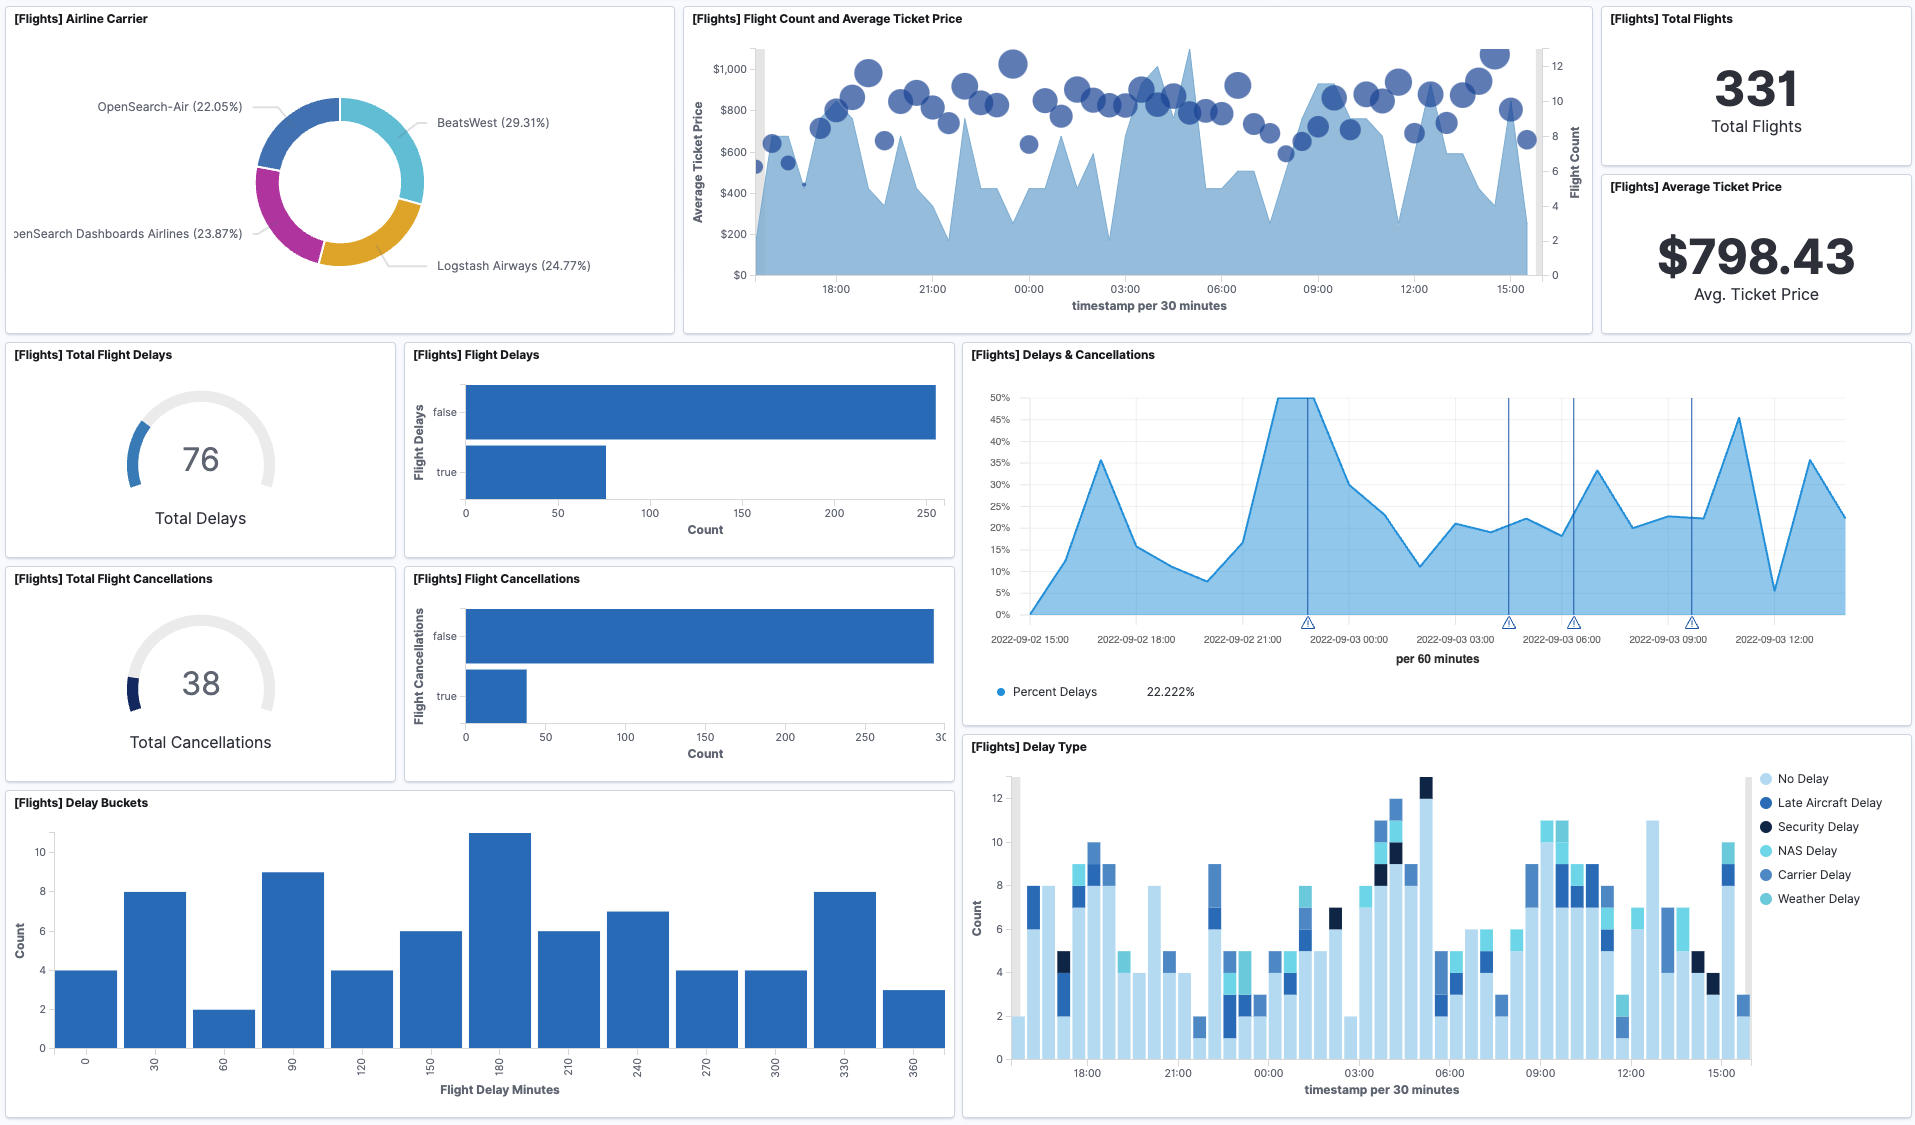 [Flights] Airline Carrier
OpenSearch-Air (22.05%)
BeatsWest (29.31%)
Dashboards Airlines (23.87%)
Logstash Airways (24.77%)
[Flights] Flight Count and Average Ticket Price
Average Ticket Price
$1,000
$800
$600
$400
$200
$0
12
10
8
6
4
2
0
Flight Count
18:00 21:00 00:00 03:00 06:00 09:00 12:00 15:00
timestamp per 30 minutes
[Flights] Total Flights
331
Total Flights
[Flights] Average Ticket Price
$798.43
Avg. Ticket Price
[Flights] Total Flight Delays
76
Total Delays
[Flights] Flight Delays
Flight Delays
false
true
0 50 100 150 200 250
Count
[Flights] Delays & Cancellations
50%
45%
40%
35%
30%
25%
20%
15%
10%
5%
0%
2022-09-02 15:00 2022-09-02 18:00 2022-09-02 21:00 2022-09-03 00:00 2022-09-03 03:00 2022-09-03 06:00 2022-09-03 09:00 2022-09-03 12:00
per 60 minutes
Percent Delays 22.222%
[Flights] Total Flight Cancellations
38
Total Cancellations
[Flights] Flight Cancellations
Flight Cancellations
false
true
0 50 100 150 200 250
Count
[Flights] Delay Buckets
Count
10
8
6
4
2
0
0 30 60 90 120 150 180 210 240 270 300 330 360
Flight Delay Minutes
[Flights] Delay Type
Count
12
10
8
6
4
2
0
18:00 21:00 00:00 03:00 06:00 09:00 12:00 15:00
timestamp per 30 minutes
No Delay
Late Aircraft Delay
Security Delay
NAS Delay
Carrier Delay
Weather Delay